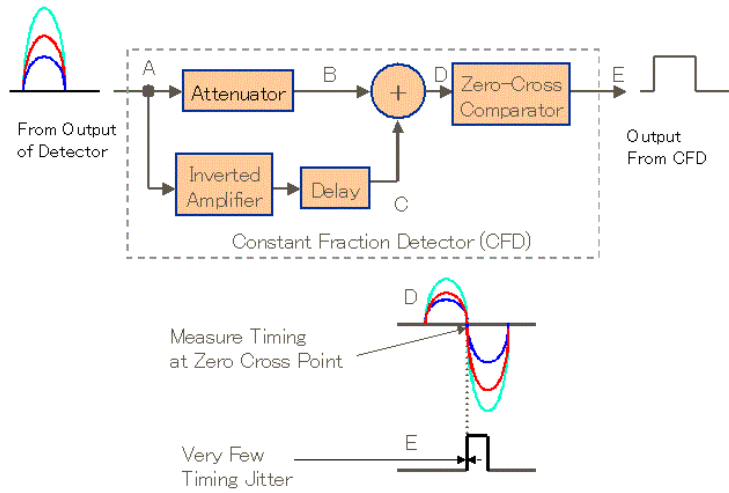 From Output
of Detector
A
Attenuator
B
+
D
Zero-Cross
Comparator
E
Output
From CFD
Inverted
Amplifier
Delay
C
Constant Fraction Detector (CFD)
D
Measure Timing
at Zero Cross Point
E
Very Few
Timing Jitter